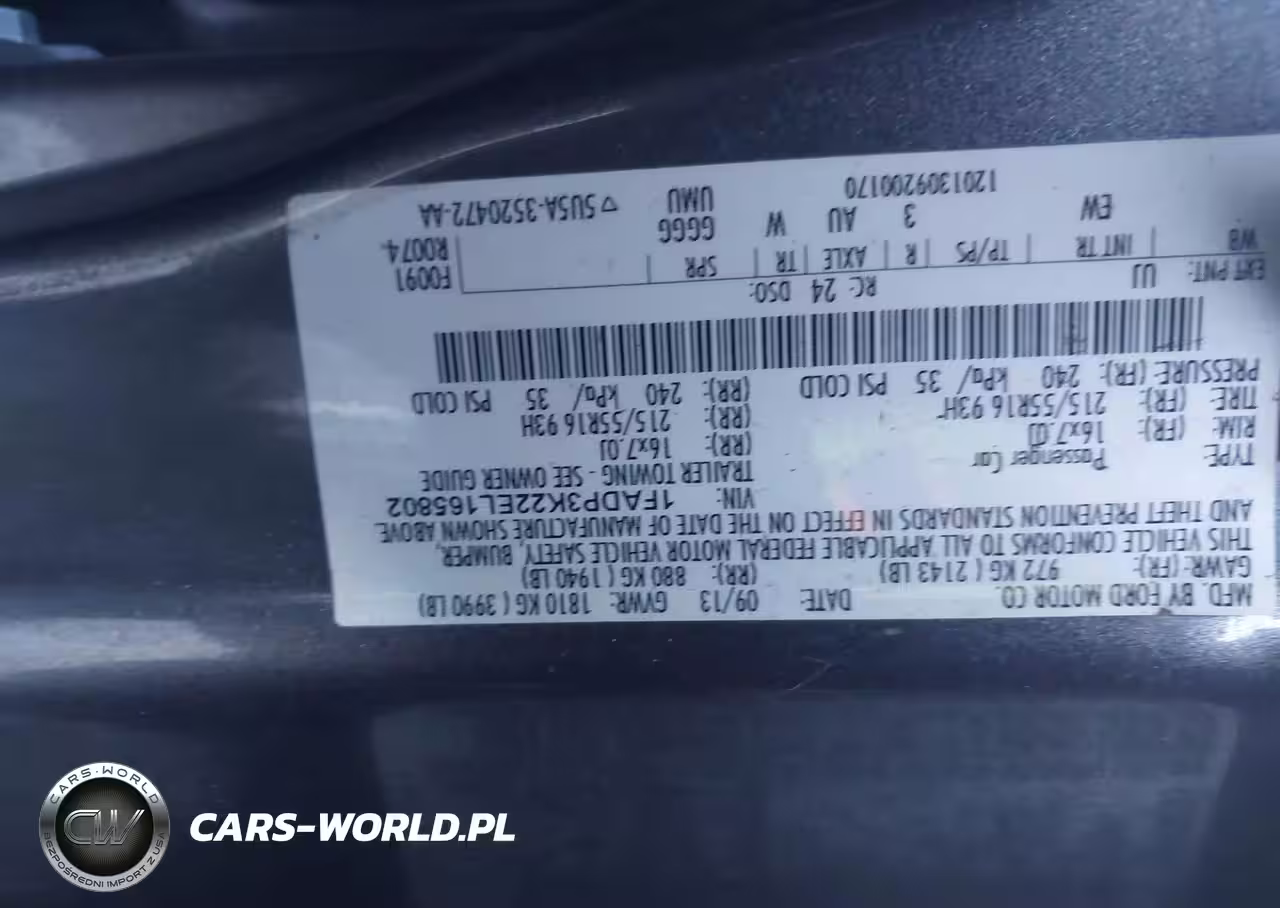 MFD. BY FORD MOTOR CO. DATE: 09/13 GVWR: 1810 KG ( 3990 LB)
GAWR: (FR): 972 KG ( 2143 LB) (RR): 880 KG ( 1940 LB)
THIS VEHICLE CONFORMS TO ALL APPLICABLE FEDERAL MOTOR VEHICLE SAFETY, BUMPER,
AND THEFT PREVENTION STANDARDS IN EFFECT ON THE DATE OF MANUFACTURE SHOWN ABOVE.
VIN: 1FADP3K22EL165802
TYPE: Passenger Car TRAILER TOWING - SEE OWNER GUIDE
RIM: (FR): 16x7.0J (RR): 16x7.0J
TIRE: (FR): 215/55R16 93H (RR): 215/55R16 93H
PRESSURE: (FR): 240 kPa/ 35 PSI COLD (RR): 240 kPa/ 35 PSI COLD
EXT PNT: UJ RC: 24 DSO: F0091
WB INT TR TP/PS R AXLE TR SPR R0074
EW 3 AU W GGGG
1201309200170 UMU ▽ 5U5A-3520472-AA
CARS-WORLD
CW
BEZPOŚREDNI IMPORT Z USA
CARS-WORLD.PL